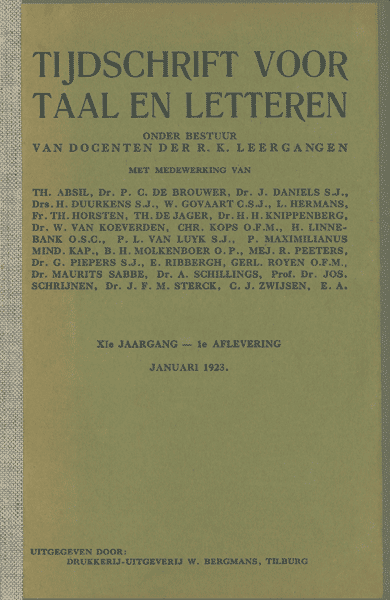 TIJDSCHRIFT VOOR
TAAL EN LETTEREN
ONDER BESTUUR
VAN DOCENTEN DER R. K. LEERGANGEN
MET MEDEWERKING VAN
TH. ABSIL, Dr. P. C. DE BROUWER, Dr. J. DANIELS S.J.,
Drs. H. DUURKENS S.J., W. GOVAART C.S.J., L. HERMANS,
Fr. TH. HORSTEN, TH. DE JAGER, Dr. H. H. KNIPPENBERG,
Dr. W. VAN KOEVERDEN, CHR. KOPS O.F.M., H. LINNE-
BANK O.S.C., P. L. VAN LUYK S.J., P. MAXIMILIANUS
MIND. KAP., B. H. MOLKENBOER O. P., MEJ. R. PEETERS,
Dr. G. PIEPERS S.J., E. RIBBERGH, GERL. ROYEN O.F.M.,
Dr. MAURITS SABBE, Dr. A. SCHILLINGS, Prof. Dr. JOS.
SCHRIJNEN, Dr. J. F. M. STERCK, C. J. ZWIJSEN, E. A.
XIe JAARGANG — 1e AFLEVERING
JANUARI 1923.
UITGEGEVEN DOOR:
DRUKKERIJ-UITGEVERIJ W. BERGMANS, TILBURG